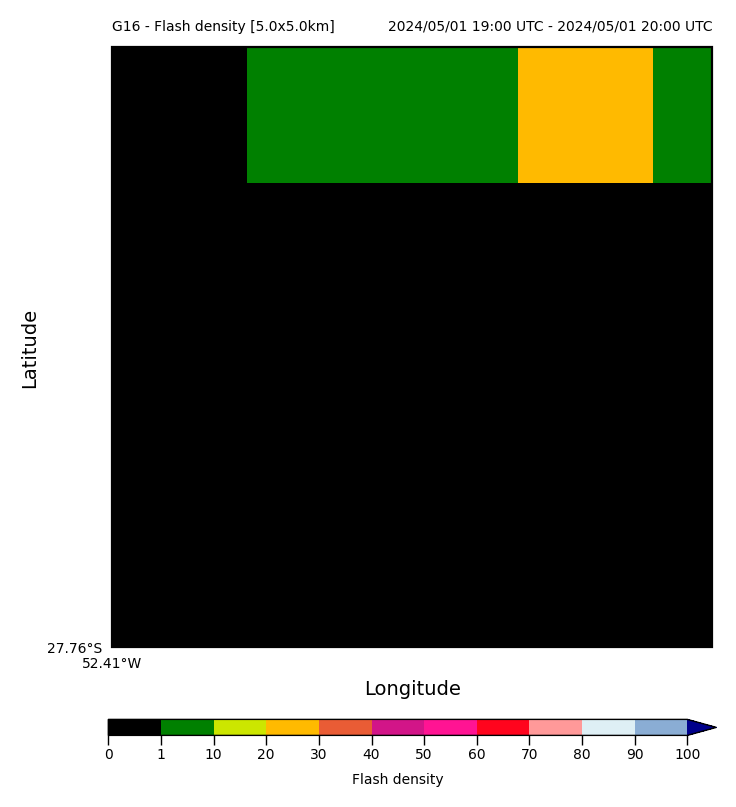 G16 - Flash density [5.0x5.0km] 2024/05/01 19:00 UTC - 2024/05/01 20:00 UTC
Latitude
27.76°S
52.41°W
Longitude
0 1 10 20 30 40 50 60 70 80 90 100
Flash density